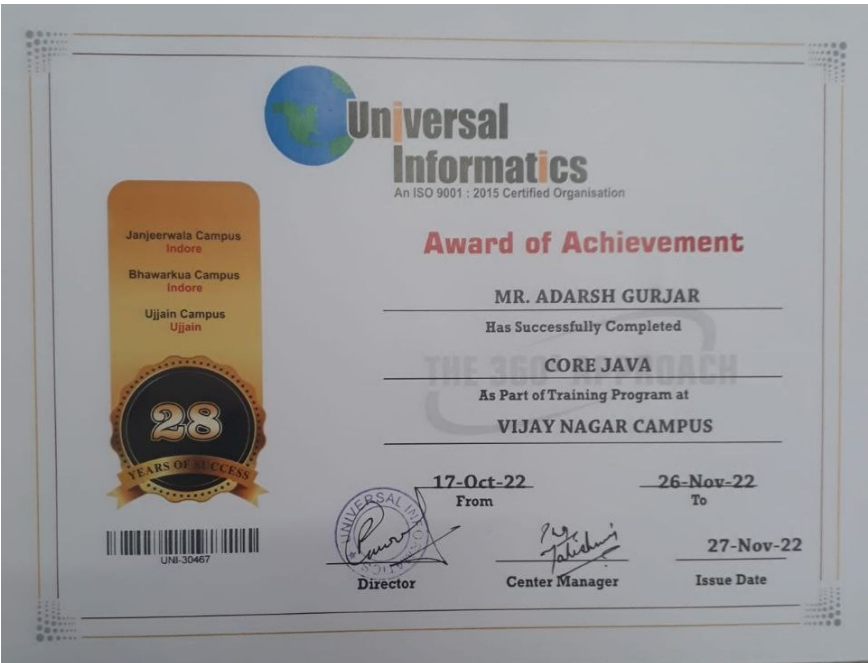 Universal
Informatics
An ISO 9001 : 2015 Certified Organisation
Janjeerwala Campus
Indore
Bhawarkua Campus
Indore
Ujjain Campus
Ujjain
28
YEARS OF SUCCESS
UNI-30467
Award of Achievement
MR. ADARSH GURJAR
Has Successfully Completed
THE 360° APPROACH
CORE JAVA
As Part of Training Program at
VIJAY NAGAR CAMPUS
17-Oct-22 26-Nov-22
From To
UNIVERSAL INFORMATICS
27-Nov-22
Director Center Manager Issue Date